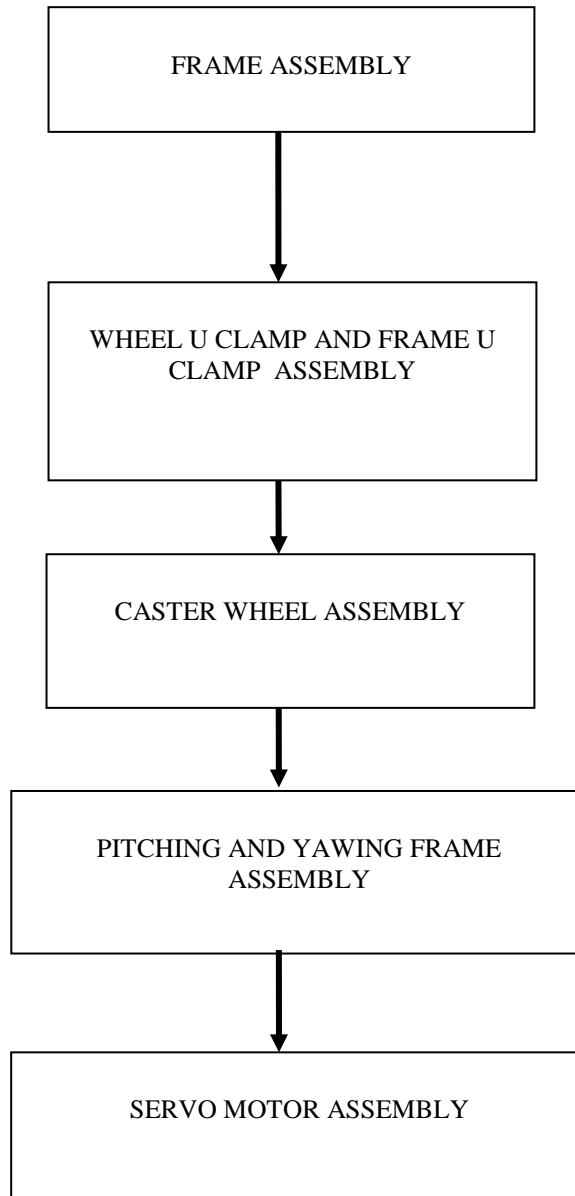 FRAME ASSEMBLY
WHEEL U CLAMP AND FRAME U
CLAMP ASSEMBLY
CASTER WHEEL ASSEMBLY
PITCHING AND YAWING FRAME
ASSEMBLY
SERVO MOTOR ASSEMBLY